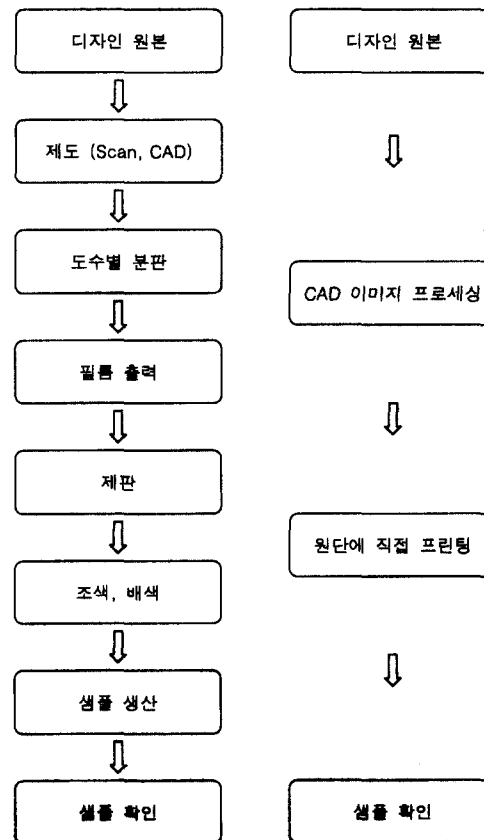 디자인 원본
제도 (Scan, CAD)
도수별 분판
필름 출력
제판
조색, 배색
샘플 생산
샘플 확인
디자인 원본
CAD 이미지 프로세싱
원단에 직접 프린팅
샘플 확인